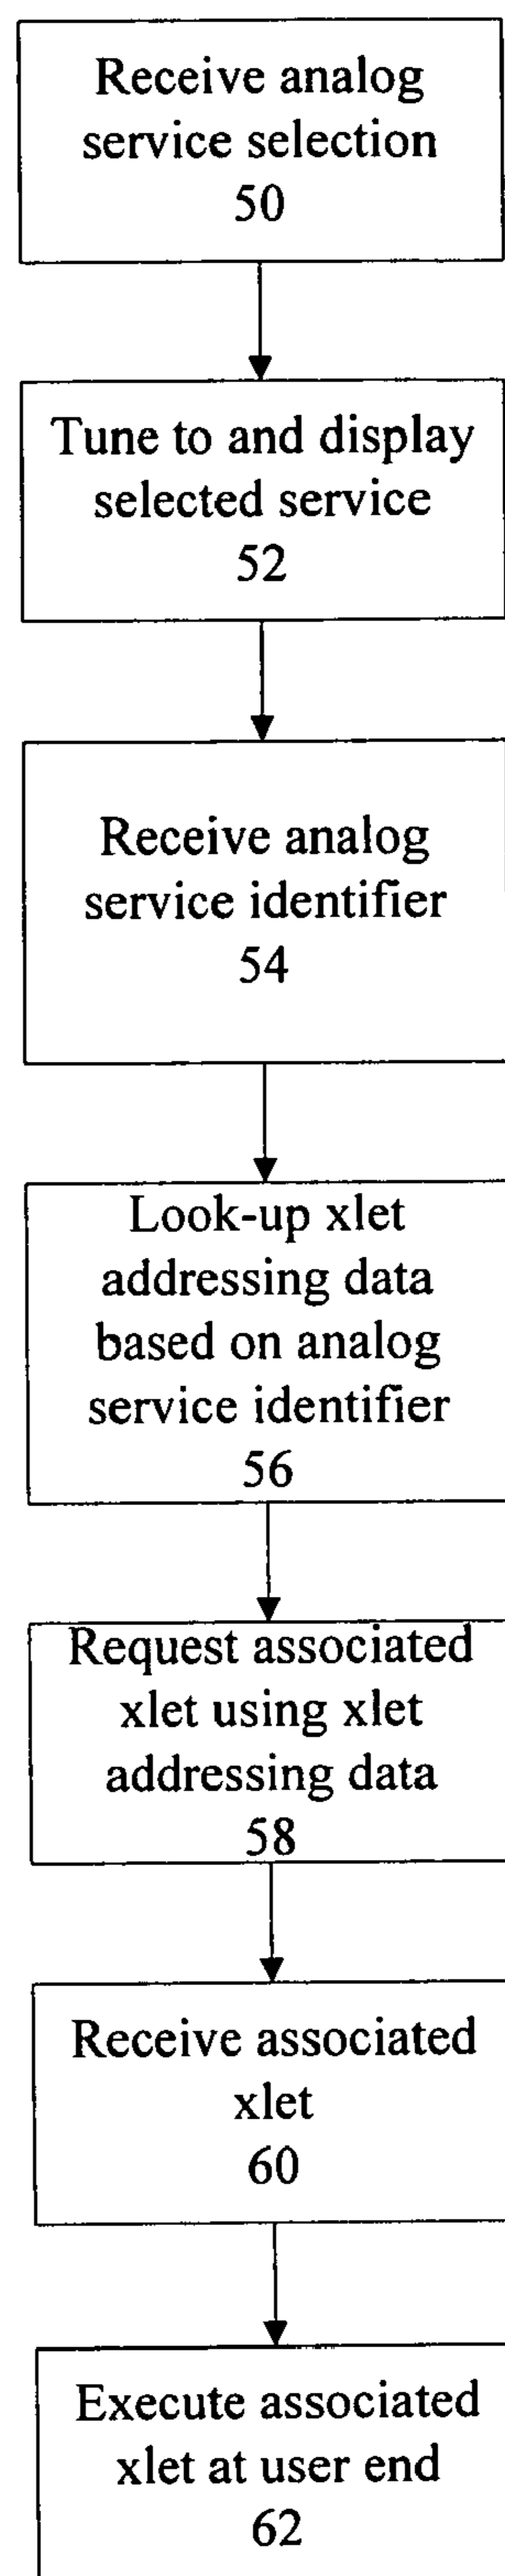 Receive analog
service selection
50
Tune to and display
selected service
52
Receive analog
service identifier
54
Look-up xlet
addressing data
based on analog
service identifier
56
Request associated
xlet using xlet
addressing data
58
Receive associated
xlet
60
Execute associated
xlet at user end
62